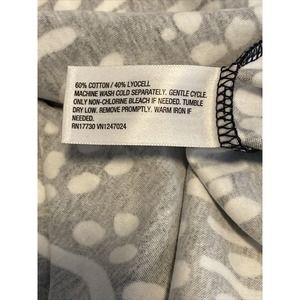 60% COTTON / 40% LYOCELL
MACHINE WASH COLD SEPARATELY. GENTLE CYCLE.
ONLY NON-CHLORINE BLEACH IF NEEDED. TUMBLE
DRY LOW. REMOVE PROMPTLY. WARM IRON IF
NEEDED.
RN17730 VN1247024